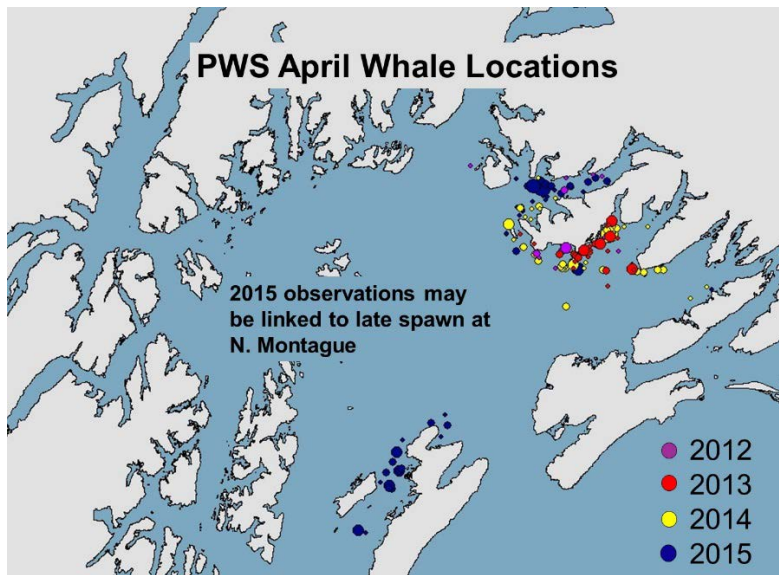 PWS April Whale Locations
2015 observations may
be linked to late spawn at
N. Montague
2012
2013
2014
2015